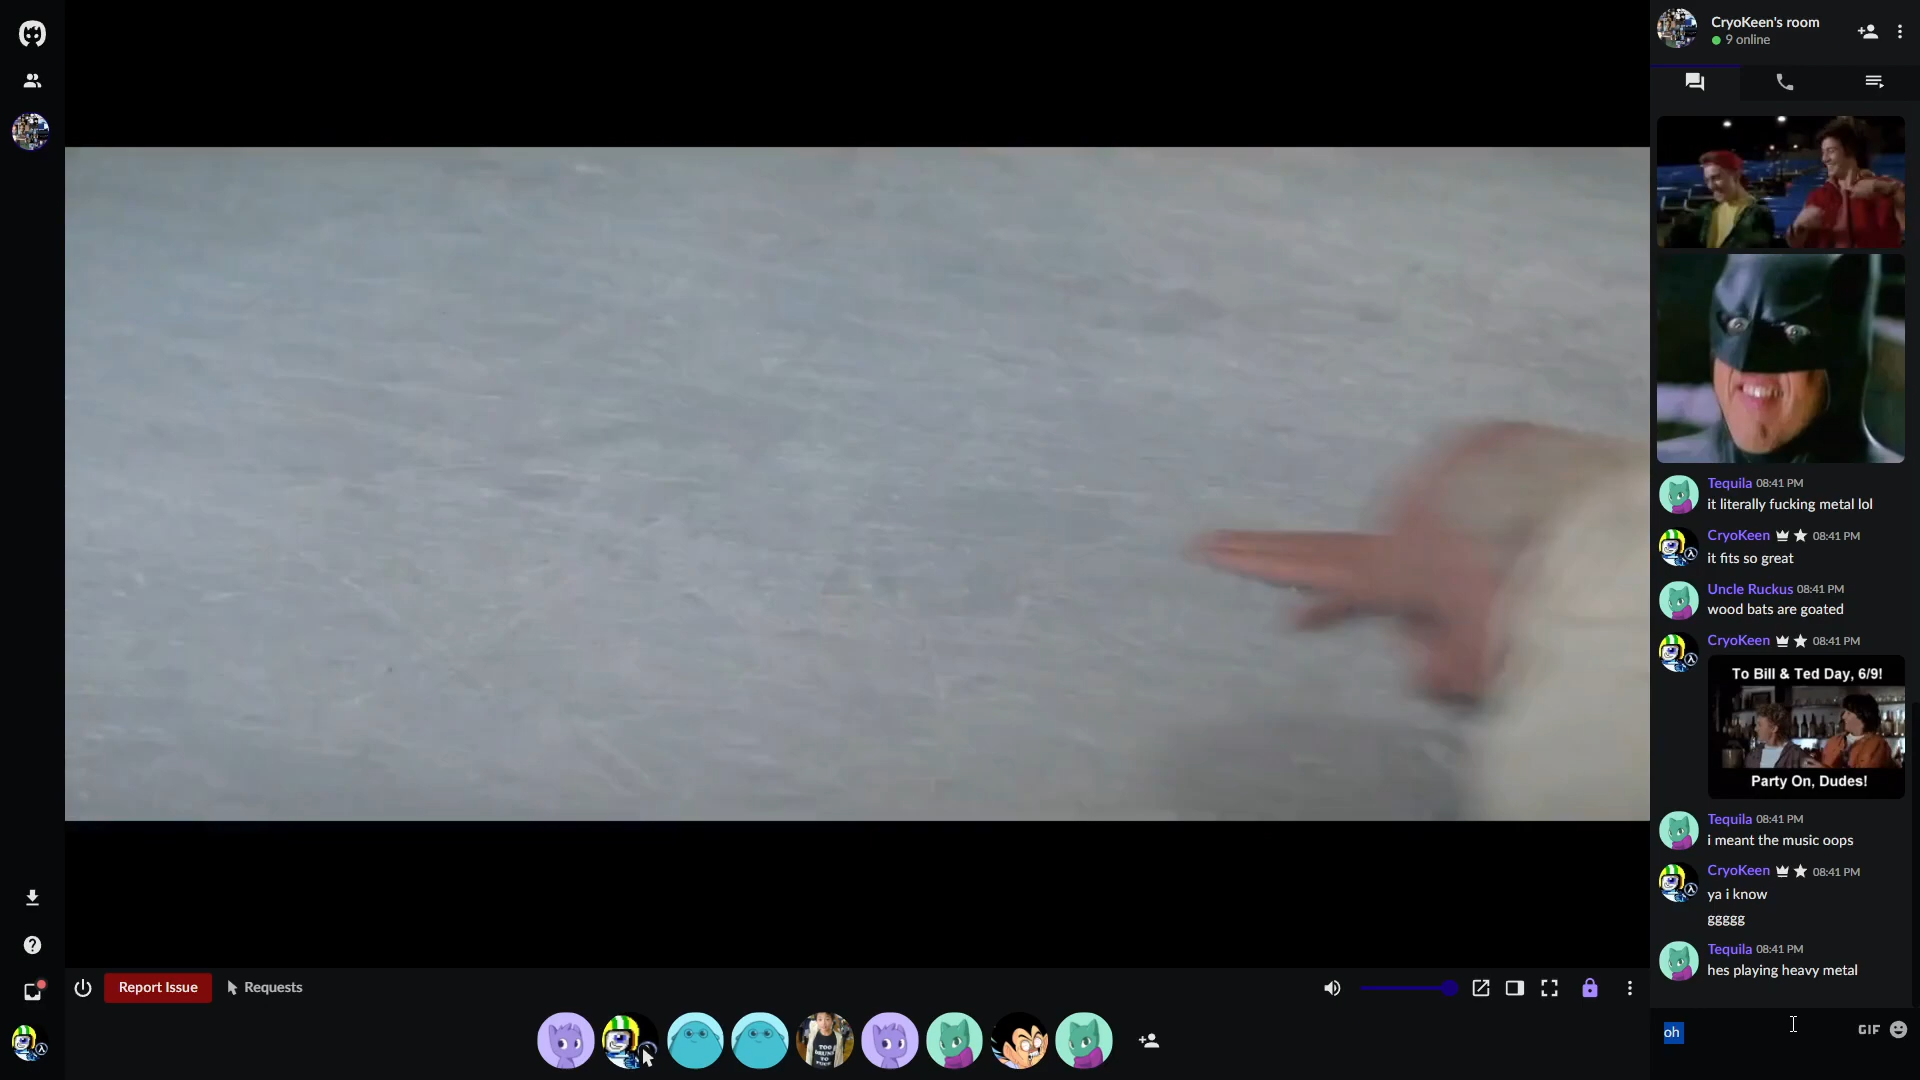 CryoKeen's room
9 online
Tequila 08:41 PM
it literally fucking metal lol
CryoKeen 08:41 PM
it fits so great
Uncle Ruckus 08:41 PM
wood bats are goated
CryoKeen 08:41 PM
To Bill & Ted Day, 6/9!
Party On, Dudes!
Tequila 08:41 PM
i meant the music oops
CryoKeen 08:41 PM
ya i know
ggggg
Tequila 08:41 PM
hes playing heavy metal
oh
GIF
Report Issue
Requests